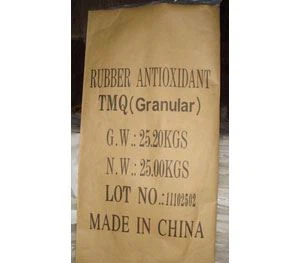 RUBBER ANTIOXIDANT
TMQ(Granular)
G.W.:25.20KGS
N.W.:25.00KGS
LOT NO.:11102502
MADE IN CHINA